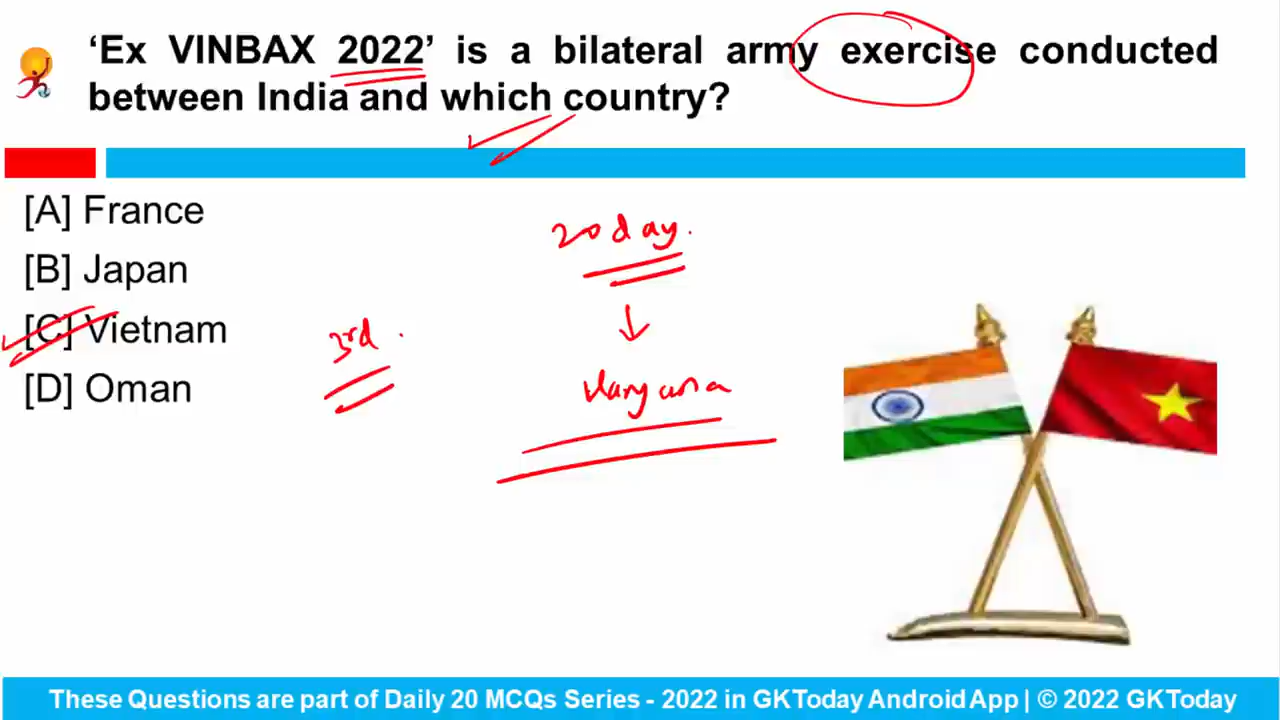 ‘Ex VINBAX 2022’ is a bilateral army exercise conducted
between India and which country?
[A] France
[B] Japan
[C] Vietnam
[D] Oman
20 day.
3rd.
Haryana
These Questions are part of Daily 20 MCQs Series - 2022 in GKToday Android App | © 2022 GKToday